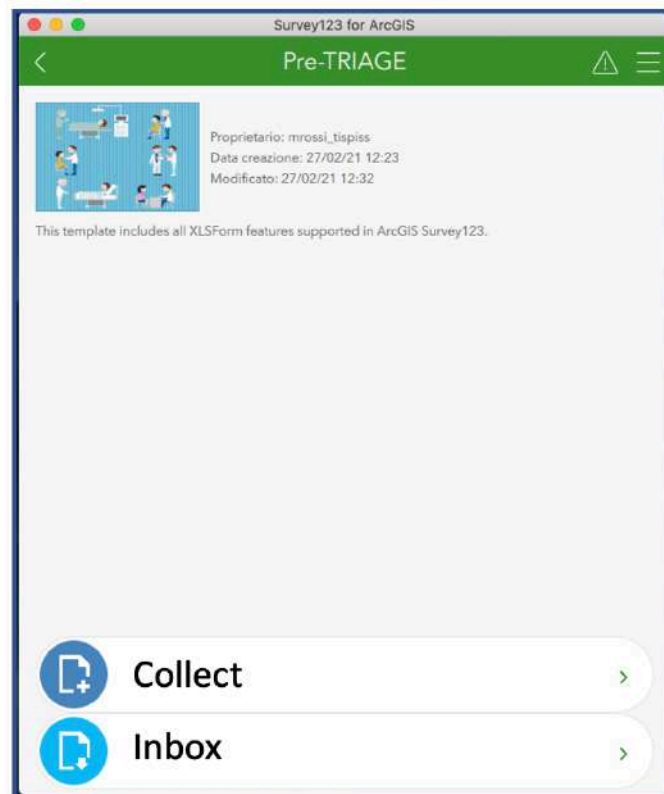 Survey123 for ArcGIS
Pre-TRIAGE
Proprietario: mrossi_tispiss
Data creazione: 27/02/21 12:23
Modificato: 27/02/21 12:32
This template includes all XLSForm features supported in ArcGIS Survey123.
Collect
Inbox